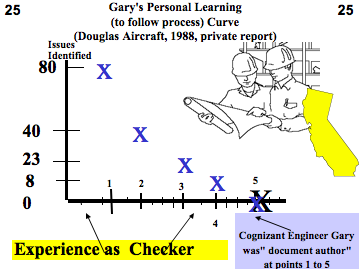 25
Gary's Personal Learning
25
(to follow process) Curve
(Douglas Aircraft, 1988, private report)
Issues
Identified
80
X
40
X
23
X
8
X
0
X
1
2
3
4
5
Experience as Checker
Cognizant Engineer Gary
was" document author"
at points 1 to 5